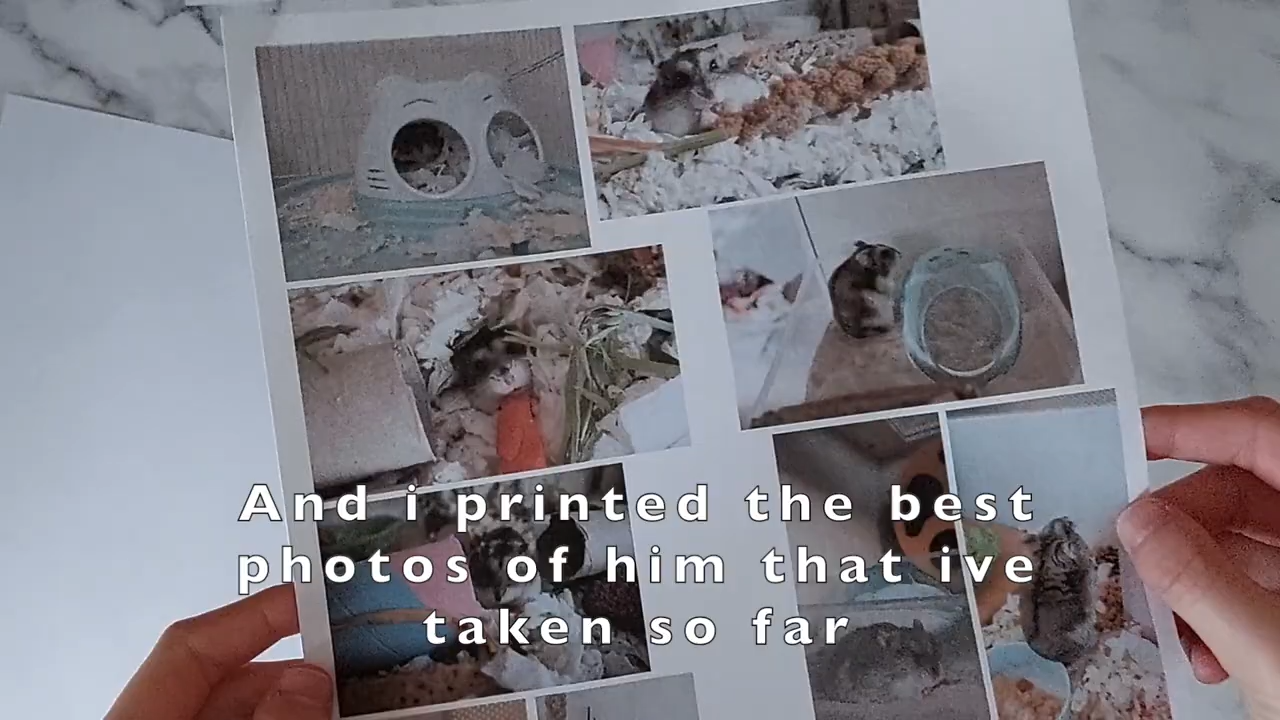 And i printed the best
photos of him that ive
taken so far